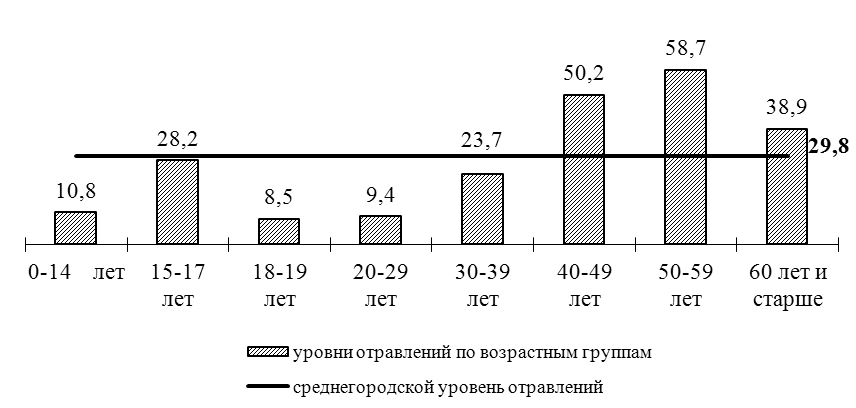 58,7
50,2
38,9
28,2
23,7
29,8
10,8
8,5
9,4
0-14 лет
15-17 лет
18-19 лет
20-29 лет
30-39 лет
40-49 лет
50-59 лет
60 лет и старше
уровни отравлений по возрастным группам
среднегородской уровень отравлений